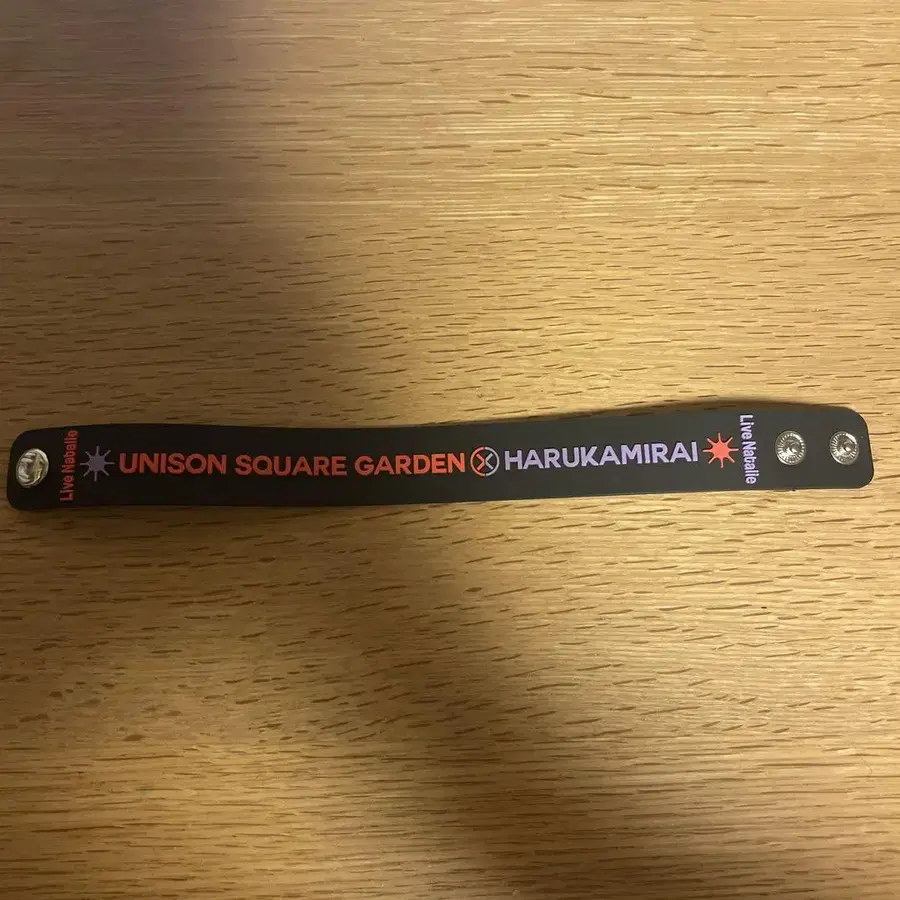 Live Natalie
UNISON SQUARE GARDEN X HARUKAMIRAI
Live Natalie